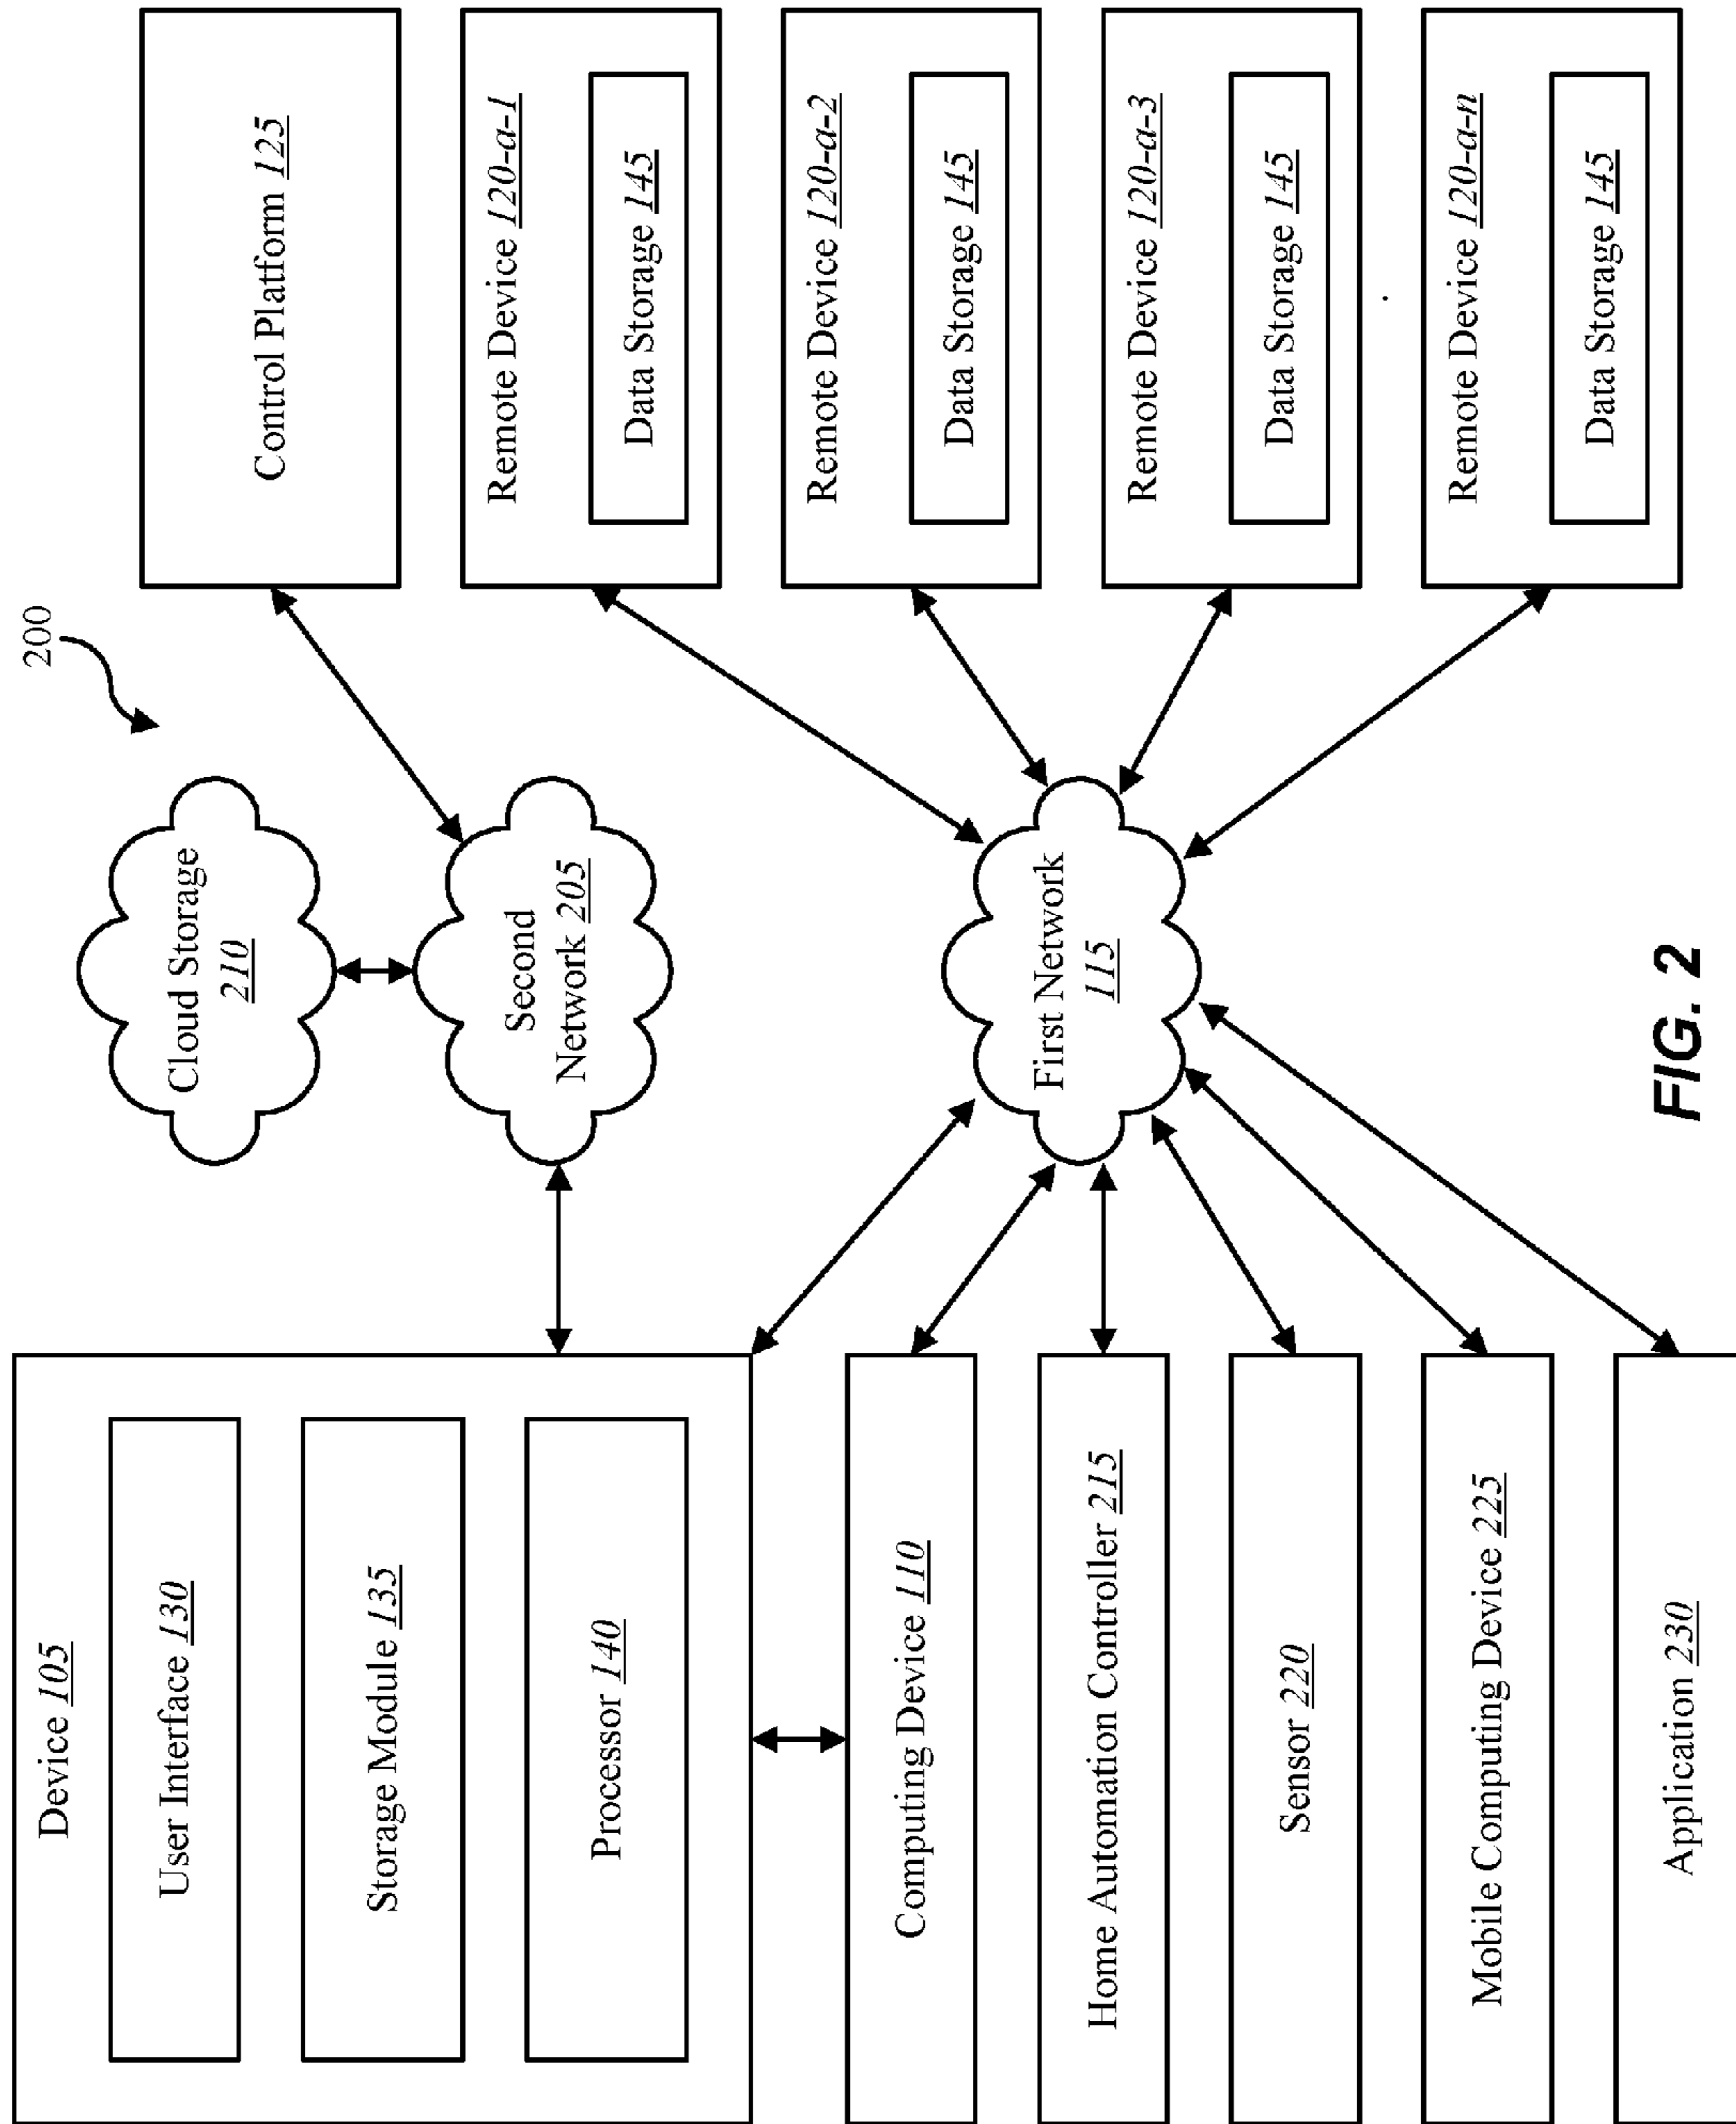 200
Device 105
User Interface 130
Storage Module 135
Processor 140
Computing Device 110
Home Automation Controller 215
Sensor 220
Mobile Computing Device 225
Application 230
Cloud Storage
210
Second
Network 205
First Network
115
Control Platform 125
Remote Device 120-a-1
Data Storage 145
Remote Device 120-a-2
Data Storage 145
Remote Device 120-a-3
Data Storage 145
Remote Device 120-a-n
Data Storage 145
FIG. 2